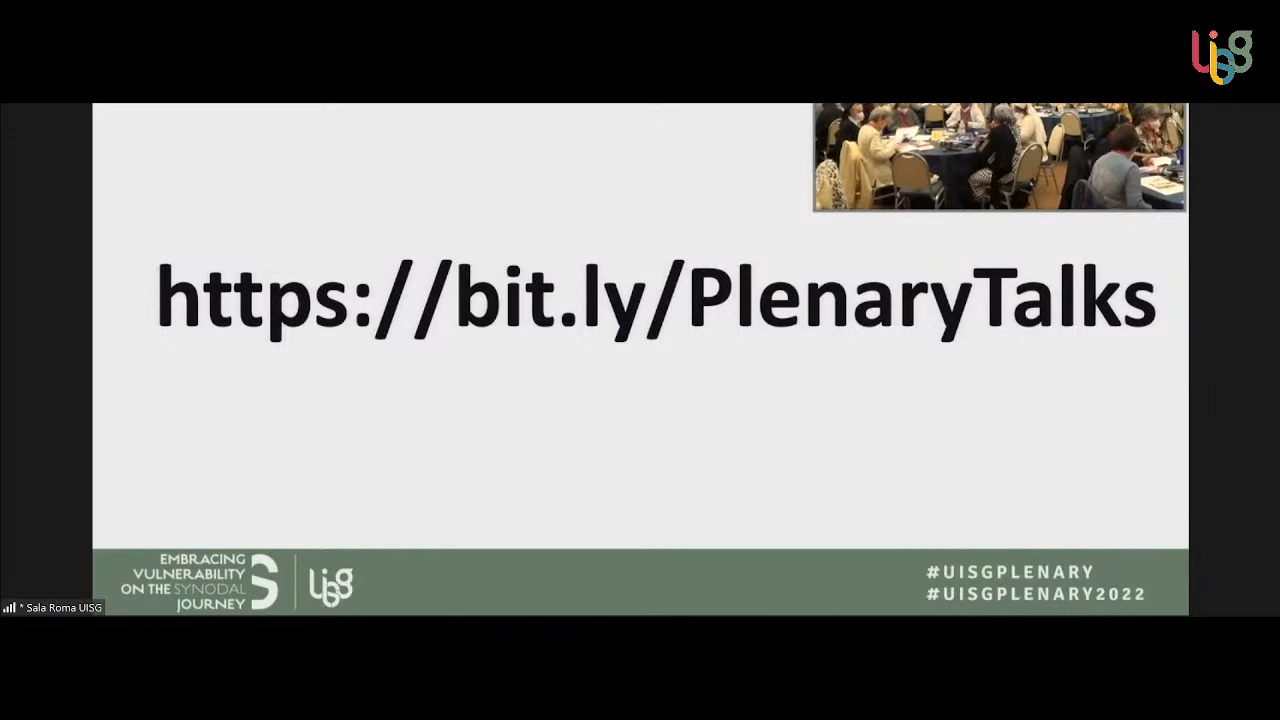 uisg
https://bit.ly/PlenaryTalks
EMBRACING
VULNERABILITY
ON THE SYNODAL
JOURNEY
uisg
#UISGPLENARY
#UISGPLENARY2022
* Sala Roma UISG